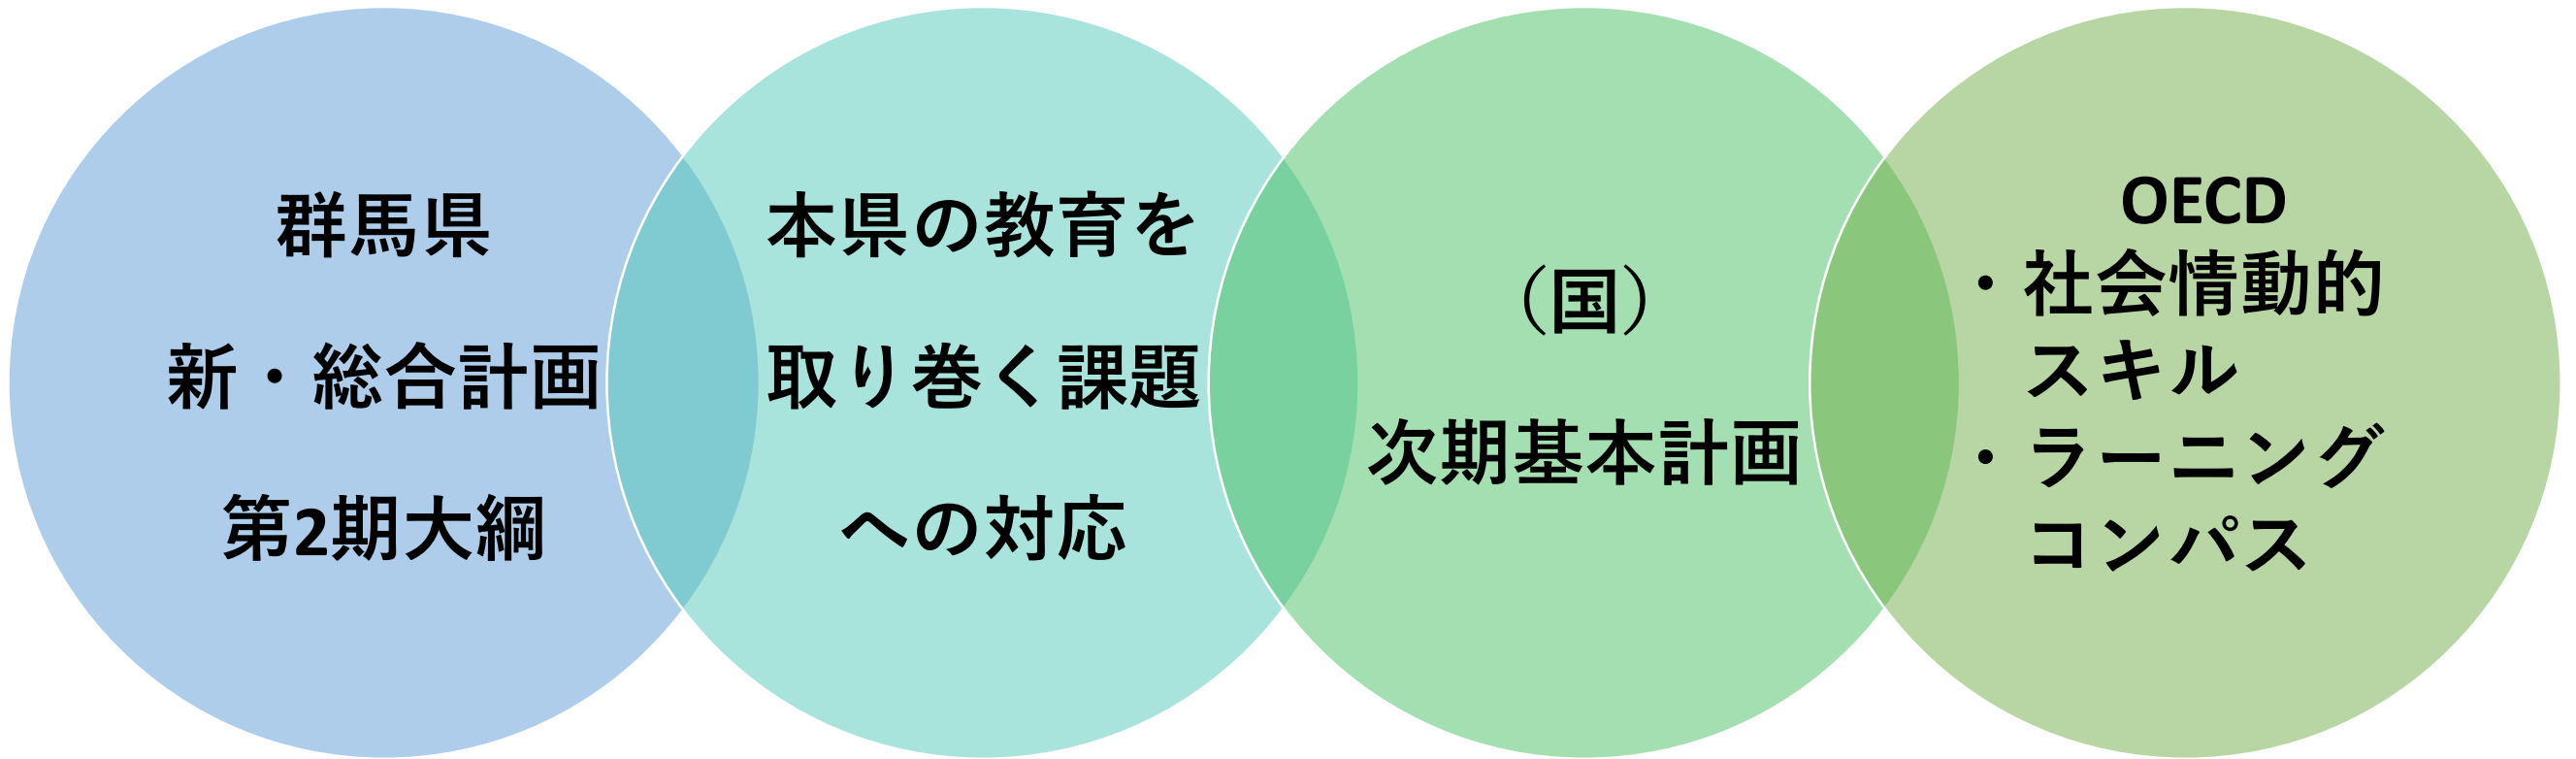 群馬県
新・総合計画
第2期大綱
本県の教育を
取り巻く課題
への対応
（国）
次期基本計画
OECD
・社会情動的
スキル
・ラーニング
コンパス